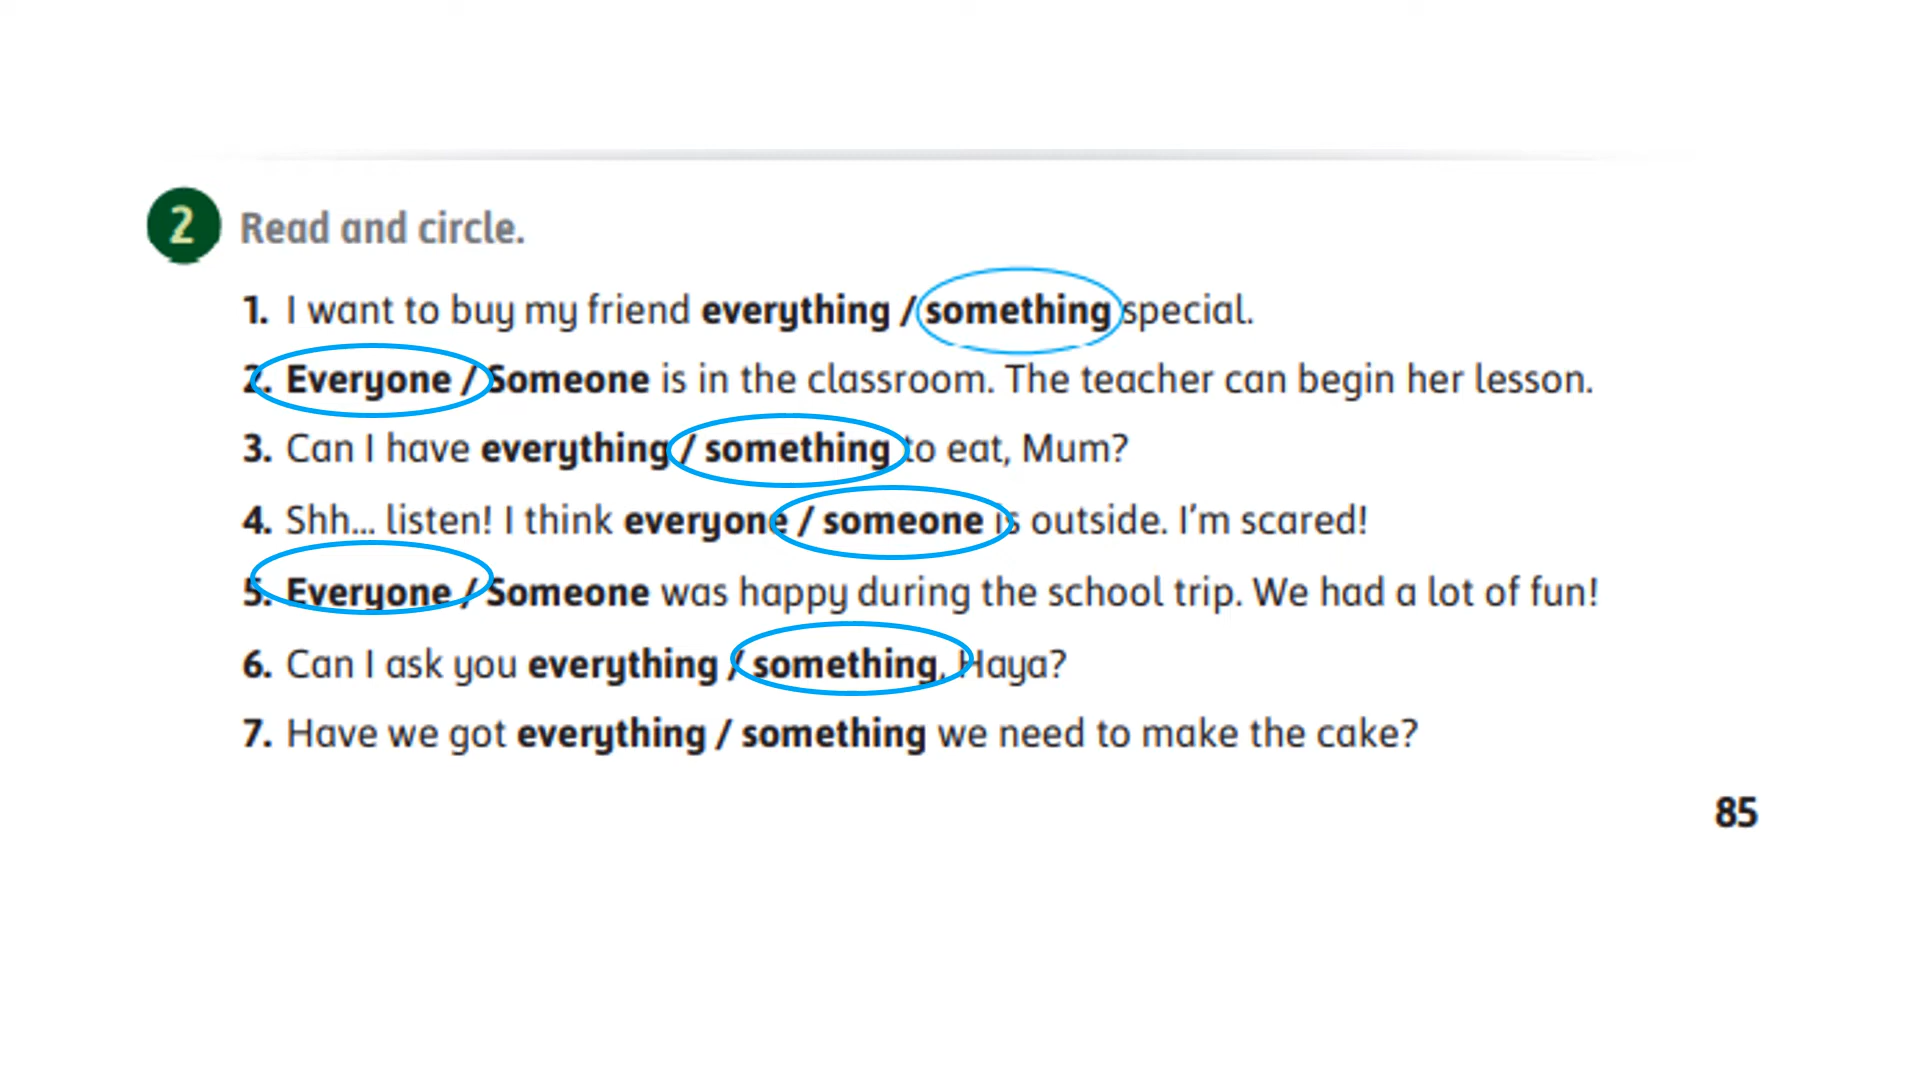 2 Read and circle.
1. I want to buy my friend everything / something special.
2. Everyone / Someone is in the classroom. The teacher can begin her lesson.
3. Can I have everything / something to eat, Mum?
4. Shh... listen! I think everyone / someone is outside. I'm scared!
5. Everyone / Someone was happy during the school trip. We had a lot of fun!
6. Can I ask you everything / something, Haya?
7. Have we got everything / something we need to make the cake?
85